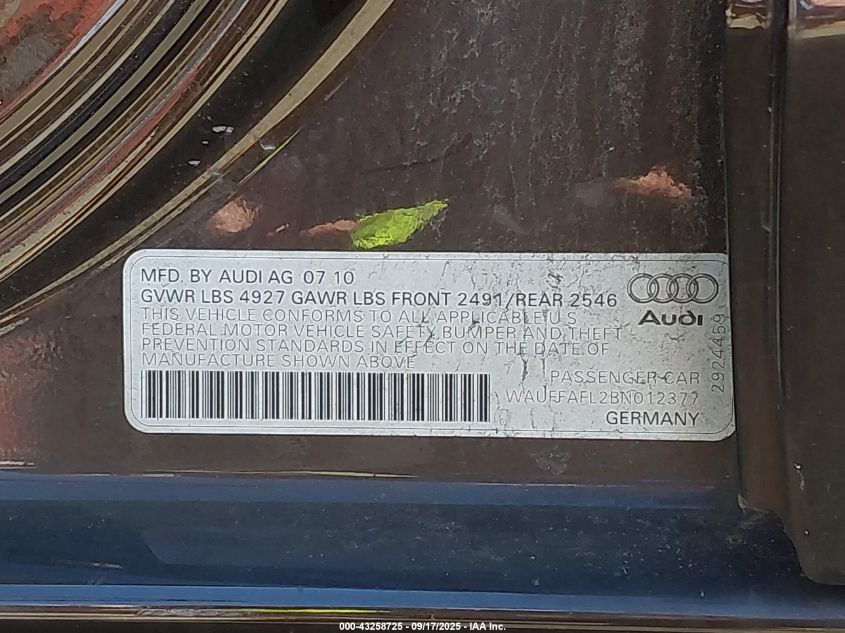 MFD. BY AUDI AG 07 10
GVWR LBS 4927 GAWR LBS FRONT 2491/REAR 2546
THIS VEHICLE CONFORMS TO ALL APPLICABLE U.S
FEDERAL MOTOR VEHICLE SAFETY, BUMPER AND THEFT
PREVENTION STANDARDS IN EFFECT ON THE DATE OF
MANUFACTURE SHOWN ABOVE
Audi
2924459
PASSENGER CAR
WAUFFAFL2BN012377
GERMANY
000-43258725 - 09/17/2025 - IAA Inc.